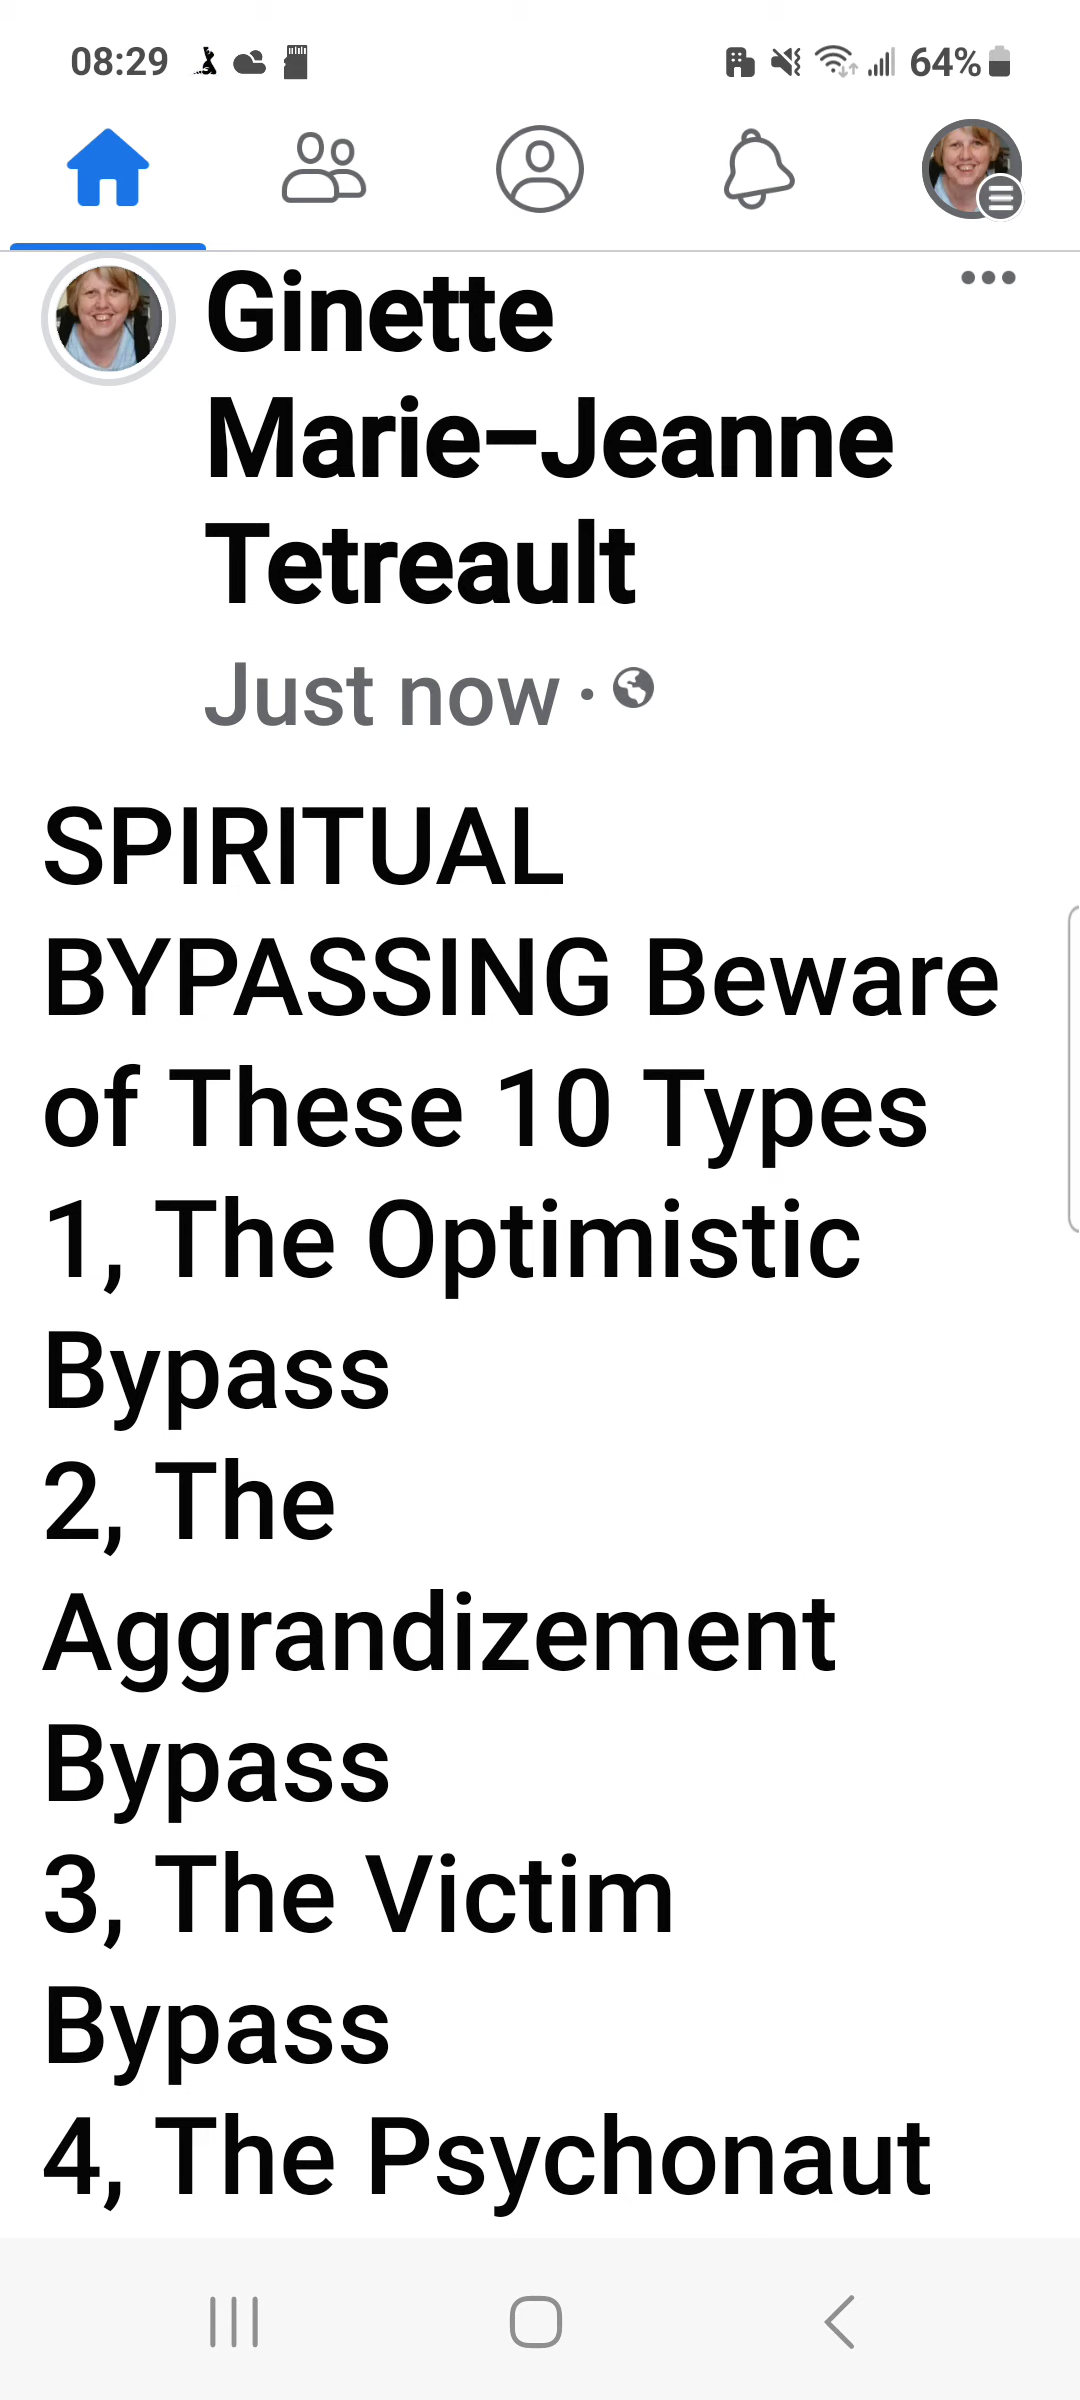 08:29 64%
Ginette
Marie-Jeanne
Tetreault
Just now ·
SPIRITUAL
BYPASSING Beware
of These 10 Types
1, The Optimistic
Bypass
2, The
Aggrandizement
Bypass
3, The Victim
Bypass
4, The Psychonaut